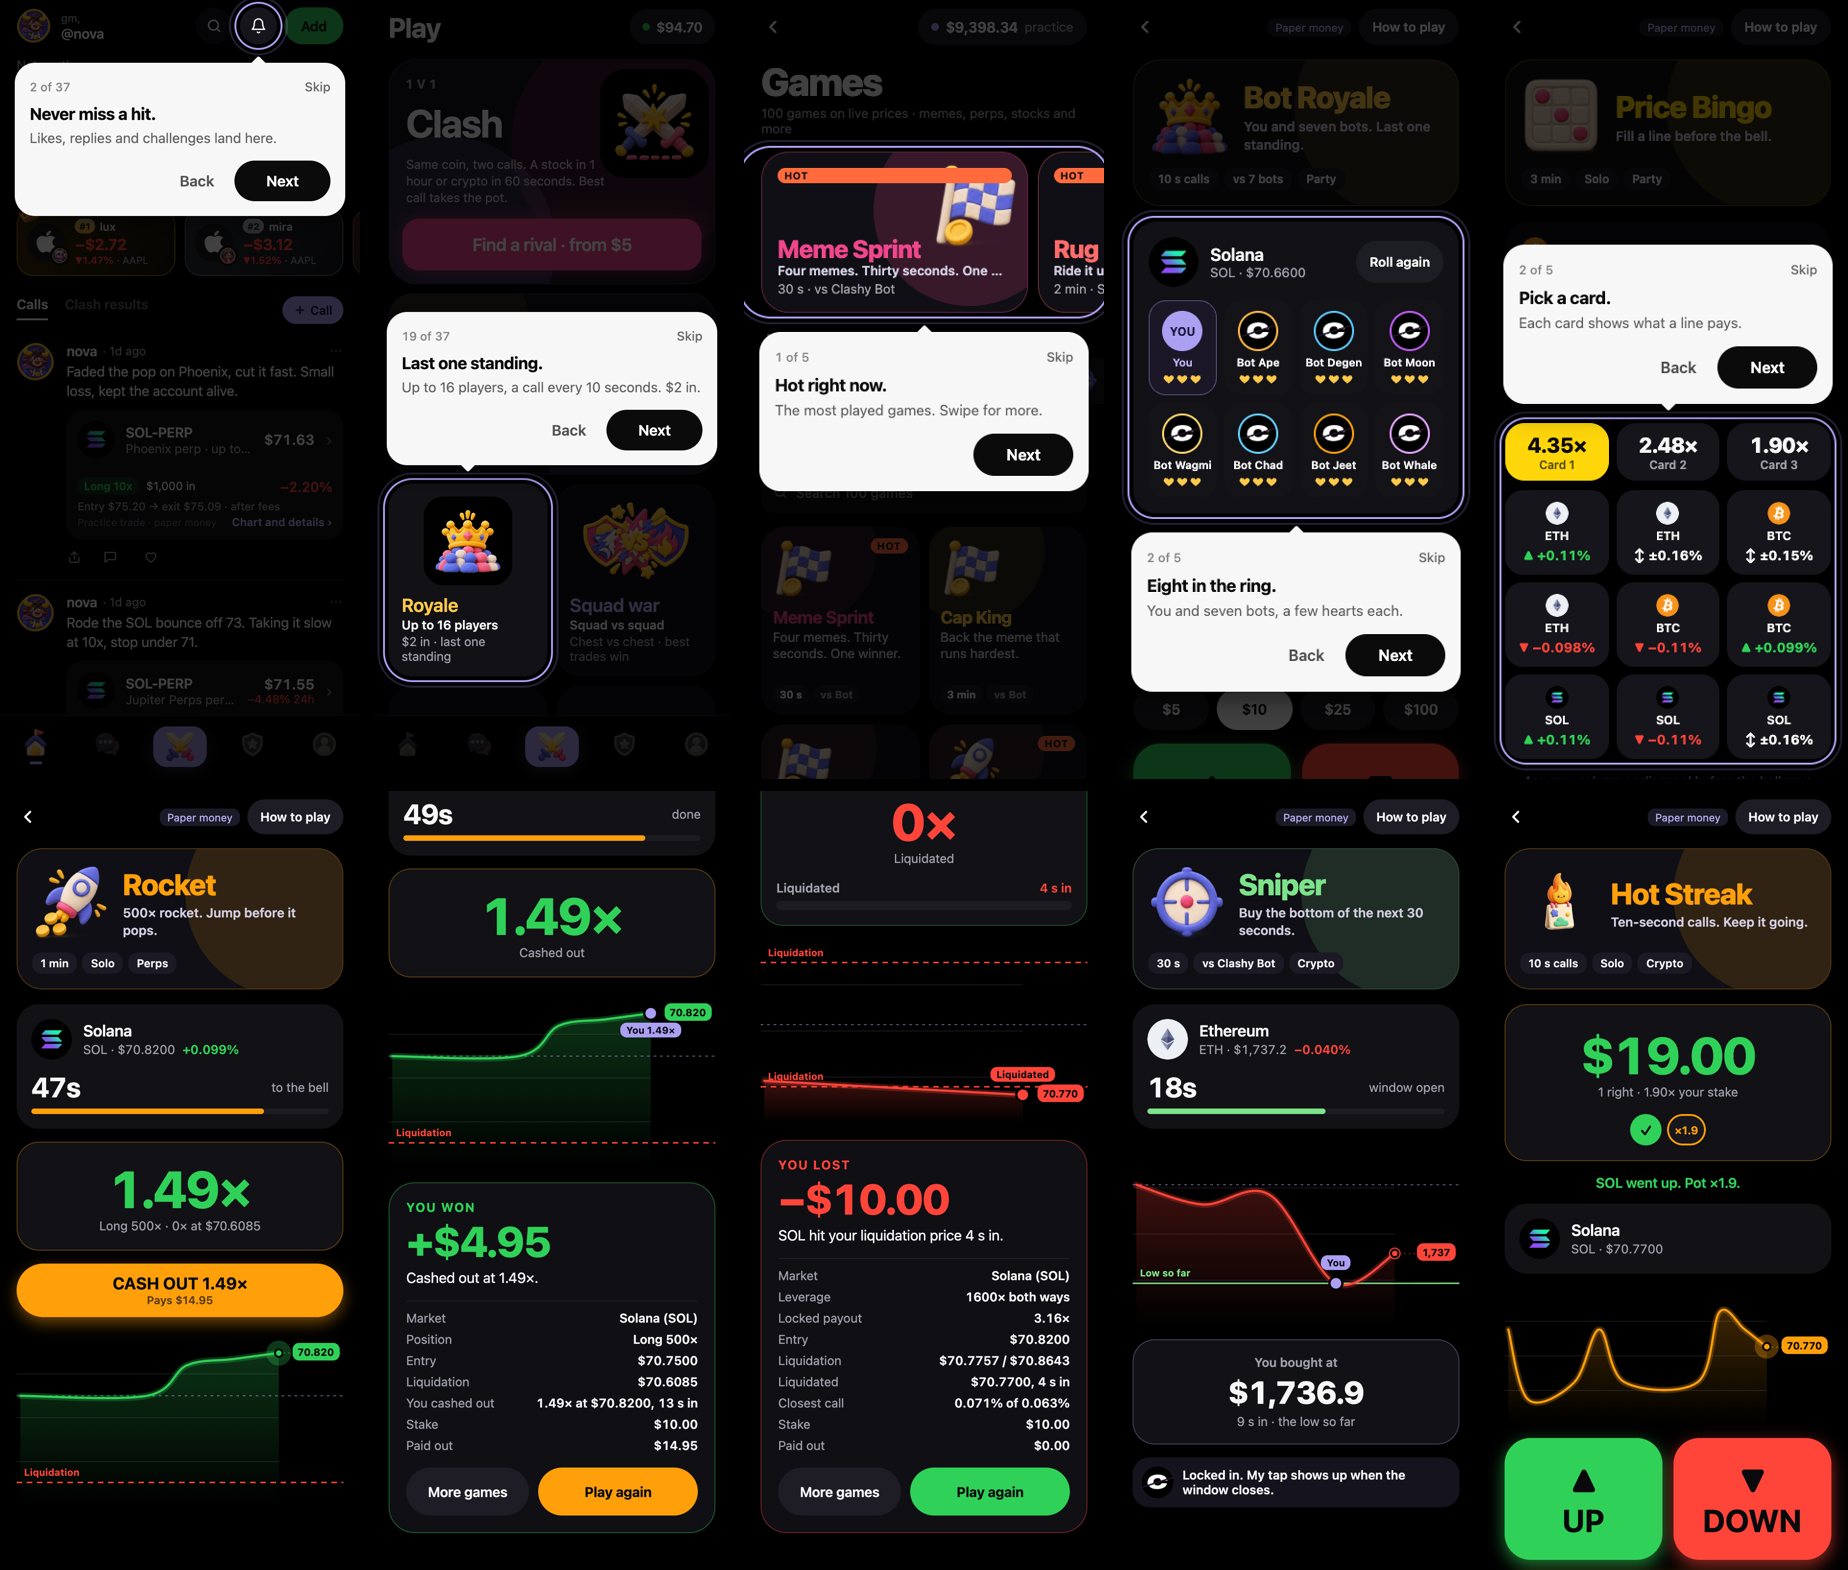 gm,
@nova
Add
2 of 37
Skip
Never miss a hit.
Likes, replies and challenges land here.
Back
Next
#1 lux
−$2.72
▼1.47% · AAPL
#2 mira
−$3.12
▼1.52% · AAPL
Calls
Clash results
+ Call
nova · 1d ago
Faded the pop on Phoenix, cut it fast. Small
loss, kept the account alive.
SOL-PERP
Phoenix perp · up to...
$71.63
Long 10x
$1,000 in
−2.20%
Entry $75.20 → exit $75.09 · after fees
Practice trade · paper money
Chart and details ›
nova · 1d ago
Rode the SOL bounce off 73. Taking it slow
at 10x, stop under 71.
SOL-PERP
Jupiter Perps per...
$71.55
−4.48% 24h
Play
$94.70
1 V 1
Clash
Same coin, two calls. A stock in 1
hour or crypto in 60 seconds. Best
call takes the pot.
Find a rival · from $5
19 of 37
Skip
Last one standing.
Up to 16 players, a call every 10 seconds. $2 in.
Back
Next
Royale
Up to 16 players
$2 in · last one
standing
Squad war
Squad vs squad
Chest vs chest · best
trades win
$9,398.34 practice
Games
100 games on live prices · memes, perps, stocks and
more
HOT
Meme Sprint
Four memes. Thirty seconds. One ...
30 s · vs Clashy Bot
HOT
Rug
Ride it u
2 min · S
1 of 5
Skip
Hot right now.
The most played games. Swipe for more.
Next
Search 100 games
HOT
Meme Sprint
Four memes. Thirty
seconds. One winner.
30 s
vs Bot
Cap King
Back the meme that
runs hardest.
3 min
vs Bot
HOT
Paper money
How to play
Bot Royale
You and seven bots. Last one
standing.
10 s calls
vs 7 bots
Party
Solana
SOL · $70.6600
Roll again
YOU
You
Bot Ape
Bot Degen
Bot Moon
Bot Wagmi
Bot Chad
Bot Jeet
Bot Whale
2 of 5
Skip
Eight in the ring.
You and seven bots, a few hearts each.
Back
Next
$5
$10
$25
$100
Paper money
How to play
Price Bingo
Fill a line before the bell.
3 min
Solo
Party
2 of 5
Skip
Pick a card.
Each card shows what a line pays.
Back
Next
4.35×
Card 1
2.48×
Card 2
1.90×
Card 3
ETH
▲+0.11%
ETH
↕±0.16%
BTC
↕±0.15%
ETH
▼−0.098%
BTC
▼−0.11%
BTC
▲+0.099%
SOL
▲+0.11%
SOL
▼−0.11%
SOL
↕±0.16%
Paper money
How to play
Rocket
500× rocket. Jump before it
pops.
1 min
Solo
Perps
Solana
SOL · $70.8200 +0.099%
47s
to the bell
1.49×
Long 500× · 0× at $70.6085
CASH OUT 1.49×
Pays $14.95
70.820
Liquidation
49s
done
1.49×
Cashed out
70.820
You 1.49×
Liquidation
YOU WON
+$4.95
Cashed out at 1.49×.
Market
Solana (SOL)
Position
Long 500×
Entry
$70.7500
Liquidation
$70.6085
You cashed out
1.49× at $70.8200, 13 s in
Stake
$10.00
Paid out
$14.95
More games
Play again
0×
Liquidated
Liquidated
4 s in
Liquidation
Liquidation
Liquidated
70.770
YOU LOST
−$10.00
SOL hit your liquidation price 4 s in.
Market
Solana (SOL)
Leverage
1600× both ways
Locked payout
3.16×
Entry
$70.8200
Liquidation
$70.7757 / $70.8643
Liquidated
$70.7700, 4 s in
Closest call
0.071% of 0.063%
Stake
$10.00
Paid out
$0.00
More games
Play again
Paper money
How to play
Sniper
Buy the bottom of the next 30
seconds.
30 s
vs Clashy Bot
Crypto
Ethereum
ETH · $1,737.2 −0.040%
18s
window open
You
1,737
Low so far
You bought at
$1,736.9
9 s in · the low so far
Locked in. My tap shows up when the
window closes.
Paper money
How to play
Hot Streak
Ten-second calls. Keep it going.
10 s calls
Solo
Crypto
$19.00
1 right · 1.90× your stake
×1.9
SOL went up. Pot ×1.9.
Solana
SOL · $70.7700
70.770
UP
DOWN